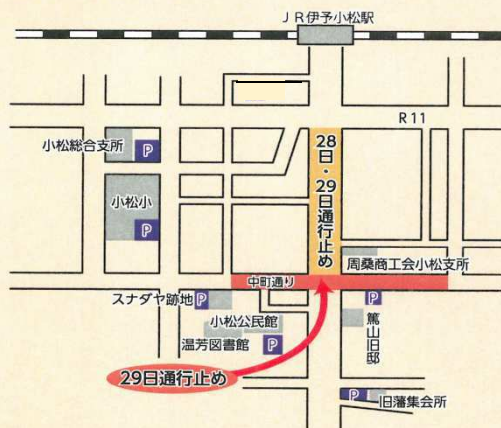 JR伊予小松駅
R11
小松総合支所
P
小松小
P
28日・29日通行止め
周桑商工会小松支所
中町通り
スナダヤ跡地
P
P
小松公民館
温芳図書館
P
篤山旧邸
29日通行止め
P
旧藩集会所